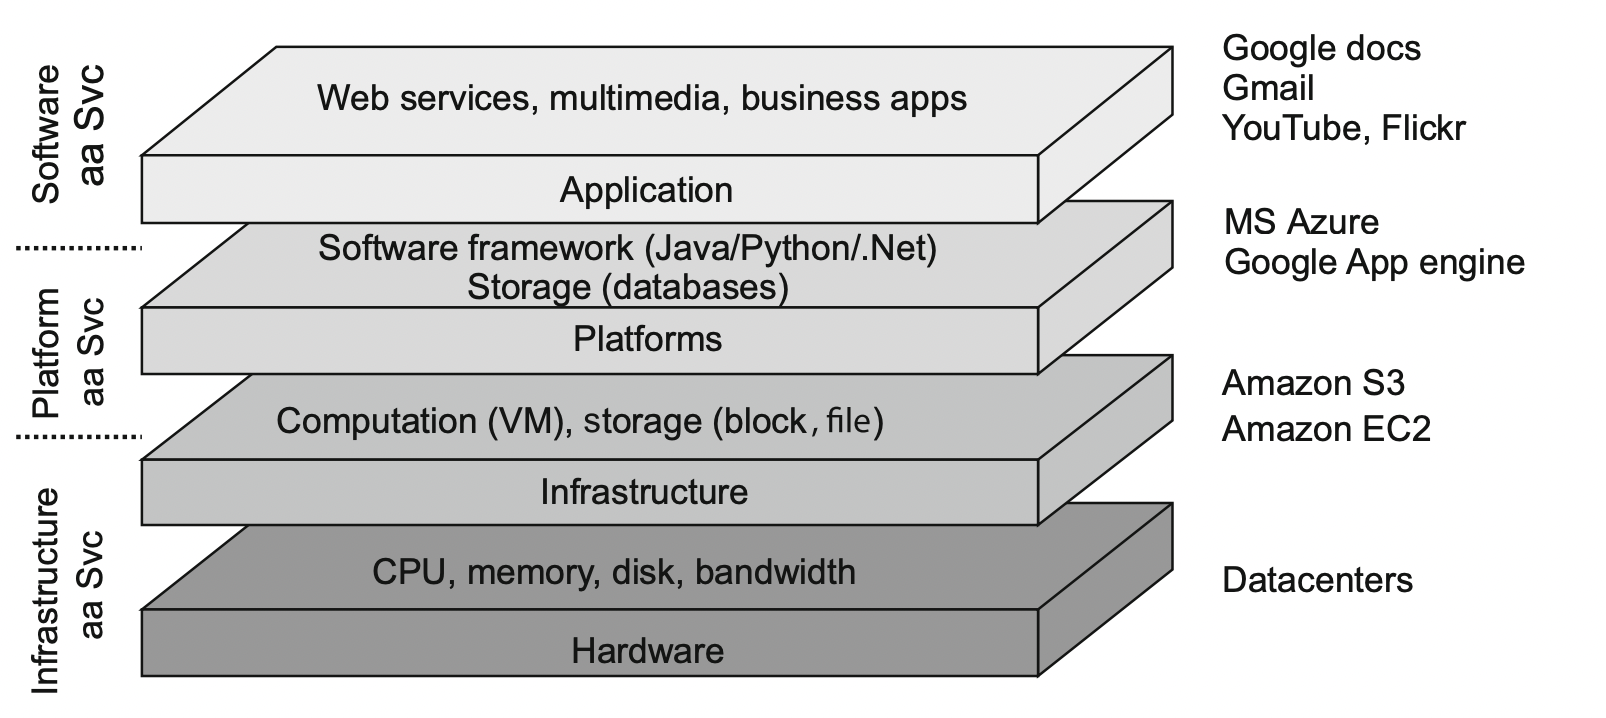 Software
aa Svc
Web services, multimedia, business apps
Application
Google docs
Gmail
YouTube, Flickr
Platform
aa Svc
Software framework (Java/Python/.Net)
Storage (databases)
Platforms
MS Azure
Google App engine
Infrastructure
aa Svc
Computation (VM), storage (block, file)
Infrastructure
Amazon S3
Amazon EC2
CPU, memory, disk, bandwidth
Hardware
Datacenters